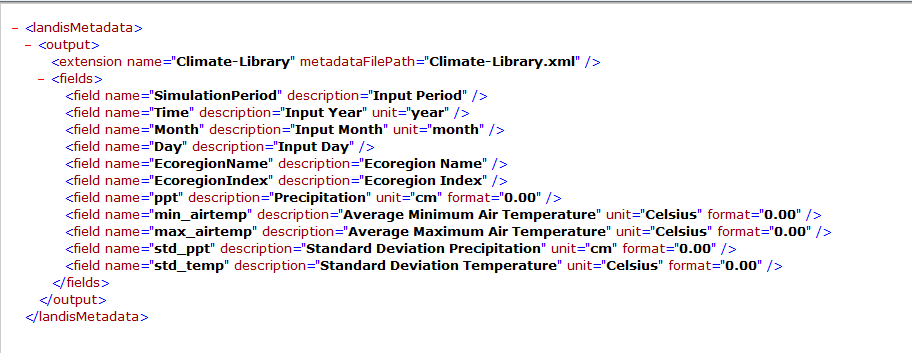 - <landisMetadata>
- <output>
<extension name="Climate-Library" metadataFilePath="Climate-Library.xml" />
- <fields>
<field name="SimulationPeriod" description="Input Period" />
<field name="Time" description="Input Year" unit="year" />
<field name="Month" description="Input Month" unit="month" />
<field name="Day" description="Input Day" />
<field name="EcoregionName" description="Ecoregion Name" />
<field name="EcoregionIndex" description="Ecoregion Index" />
<field name="ppt" description="Precipitation" unit="cm" format="0.00" />
<field name="min_airtemp" description="Average Minimum Air Temperature" unit="Celsius" format="0.00" />
<field name="max_airtemp" description="Average Maximum Air Temperature" unit="Celsius" format="0.00" />
<field name="std_ppt" description="Standard Deviation Precipitation" unit="cm" format="0.00" />
<field name="std_temp" description="Standard Deviation Temperature" unit="Celsius" format="0.00" />
</fields>
</output>
</landisMetadata>